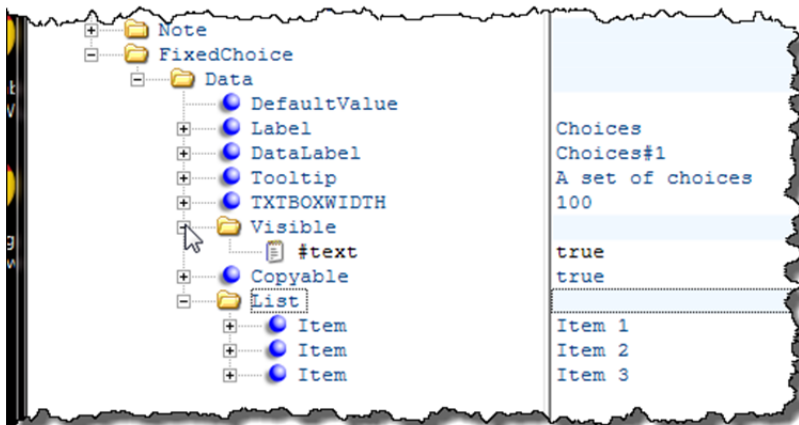 Note
FixedChoice
Data
DefaultValue
Label Choices
DataLabel Choices#1
Tooltip A set of choices
TXTBOXWIDTH 100
Visible
#text true
Copyable true
List
Item Item 1
Item Item 2
Item Item 3